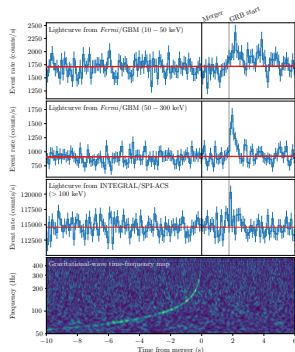 Merger
GRB start
Lightcurve from Fermi/GBM (10 – 50 keV)
Event rate (counts/s)
2500
2250
2000
1750
1500
1250
Lightcurve from Fermi/GBM (50 – 300 keV)
Event rate (counts/s)
1750
1500
1250
1000
750
Lightcurve from INTEGRAL/SPI-ACS
(> 100 keV)
Event rate (counts/s)
120000
117500
115000
112500
Gravitational-wave time-frequency map
Frequency (Hz)
400
300
200
100
50
−10
−8
−6
−4
−2
0
2
4
6
Time from merger (s)